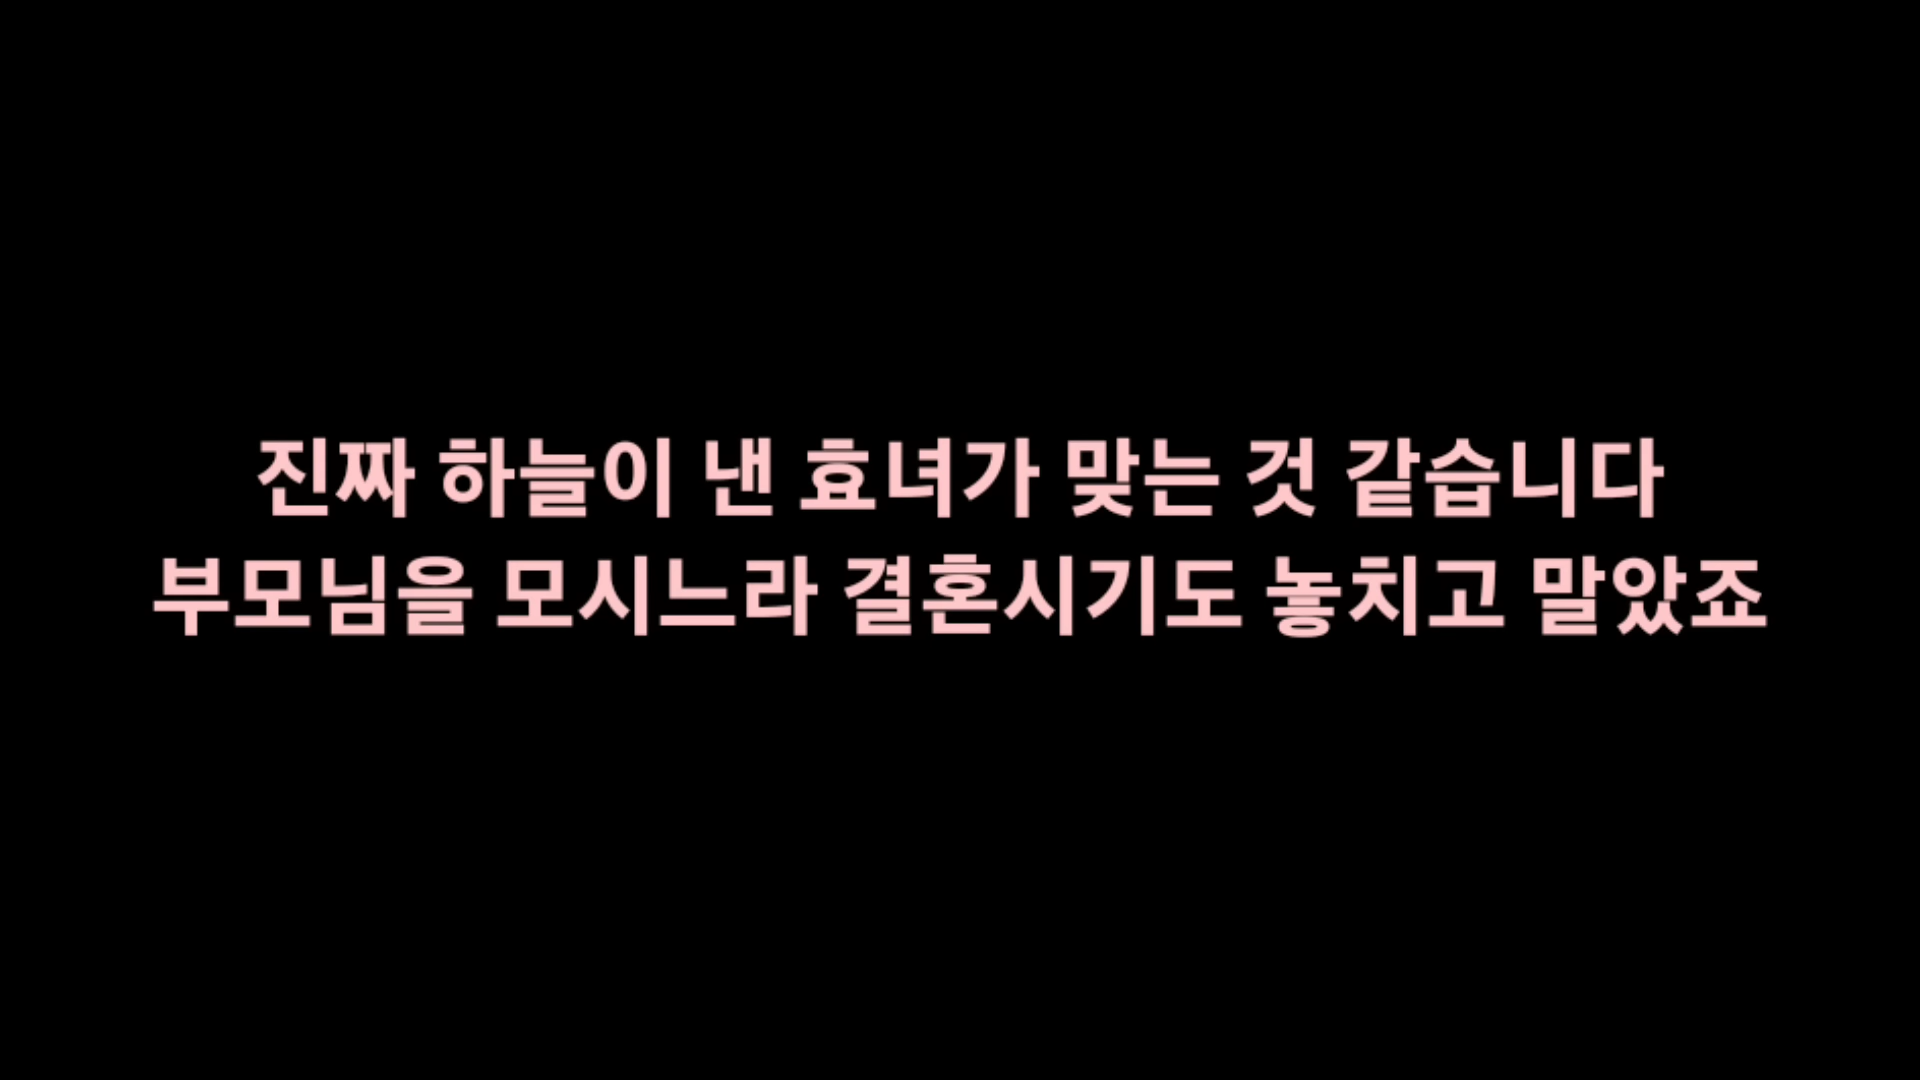 진짜 하늘이 낸 효녀가 맞는 것 같습니다
부모님을 모시느라 결혼시기도 놓치고 말았죠